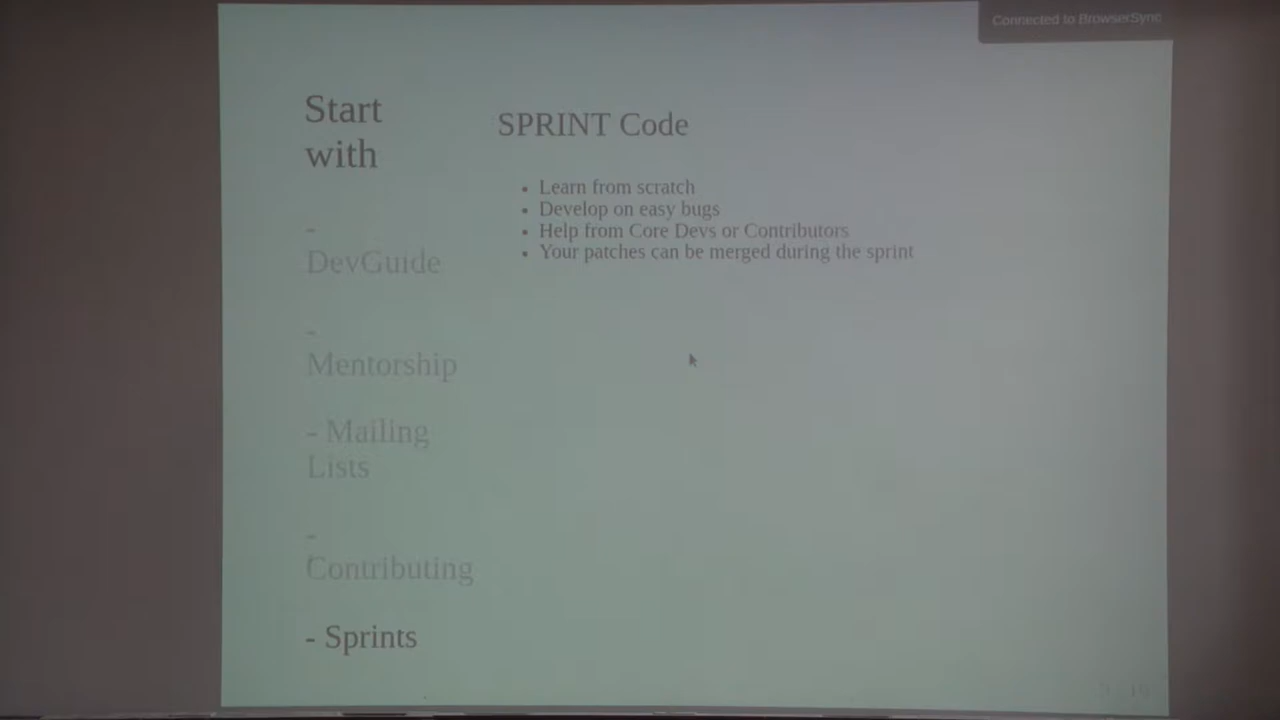 Connected to BrowserSync
Start
with
-
DevGuide
-
Mentorship
- Mailing
Lists
-
Contributing
- Sprints
SPRINT Code
• Learn from scratch
• Develop on easy bugs
• Help from Core Devs or Contributors
• Your patches can be merged during the sprint